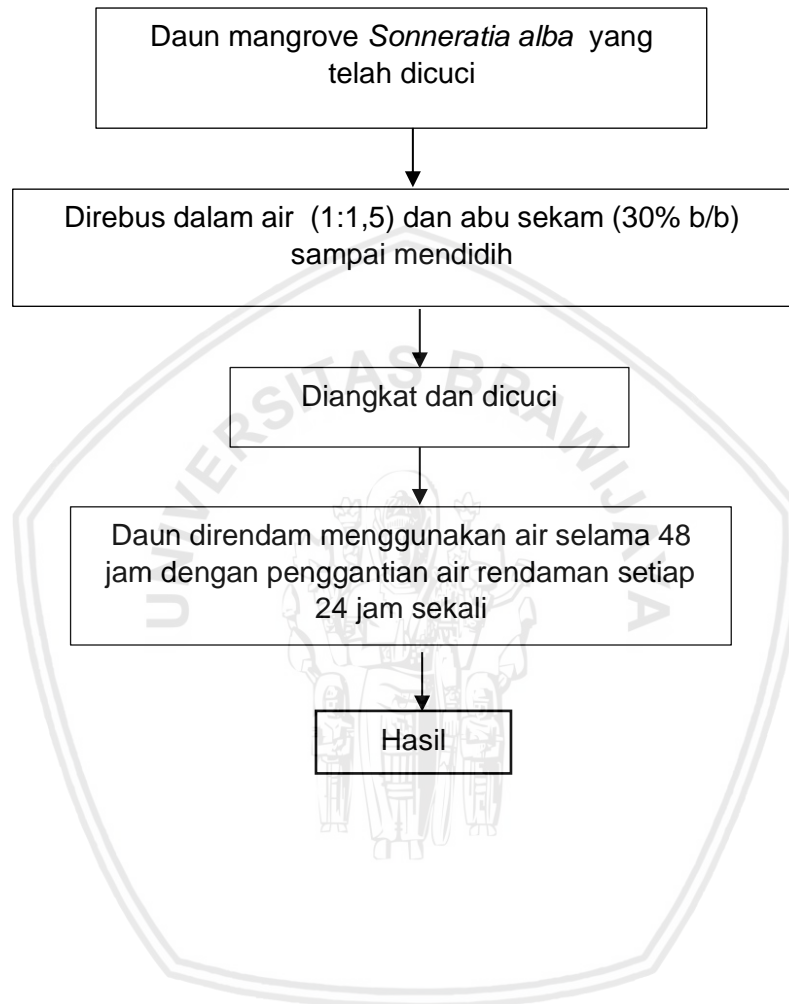 Daun mangrove Sonneratia alba yang
telah dicuci
Direbus dalam air (1:1,5) dan abu sekam (30% b/b)
sampai mendidih
Diangkat dan dicuci
Daun direndam menggunakan air selama 48
jam dengan penggantian air rendaman setiap
24 jam sekali
Hasil
UNIVERSITAS BRAWIJAYA